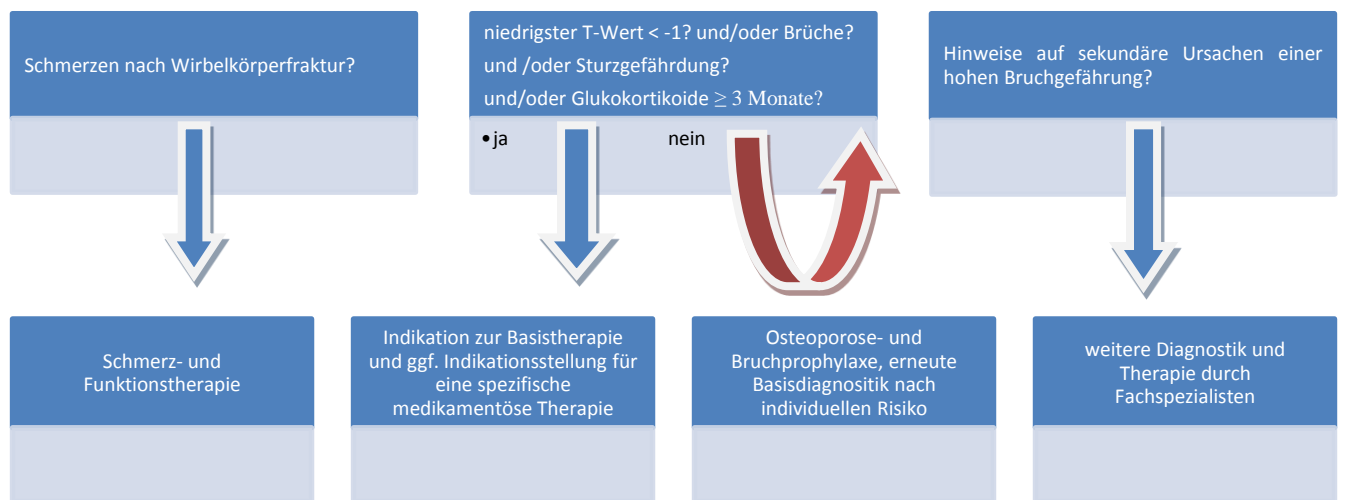 Schmerzen nach Wirbelkörperfraktur?
niedrigster T-Wert < -1? und/oder Brüche?
und /oder Sturzgefährdung?
und/oder Glukokortikoide ≥ 3 Monate?
• ja nein
Hinweise auf sekundäre Ursachen einer
hohen Bruchgefährung?
Schmerz- und
Funktionstherapie
Indikation zur Basistherapie
und ggf. Indikationsstellung für
eine spezifische
medikamentöse Therapie
Osteoporose- und
Bruchprophylaxe, erneute
Basisdiagnositik nach
individuellen Risiko
weitere Diagnostik und
Therapie durch
Fachspezialisten